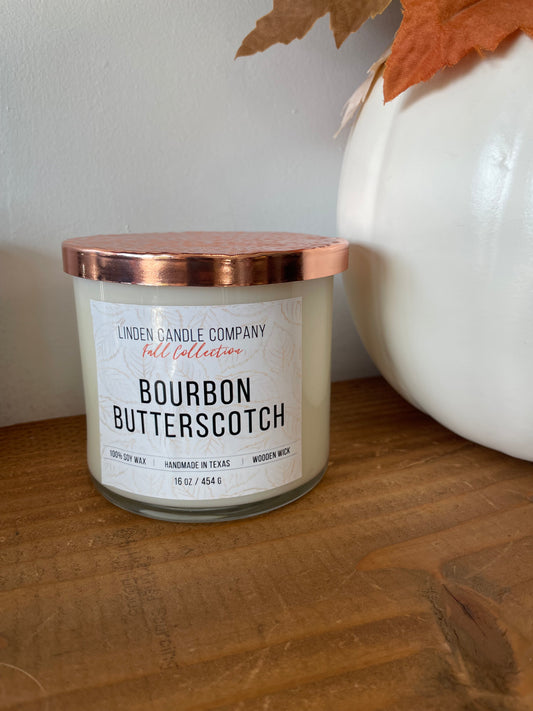 LINDEN CANDLE COMPANY
Fall Collection
BOURBON
BUTTERSCOTCH
100% SOY WAX | HANDMADE IN TEXAS | WOODEN WICK
16 OZ / 454 G